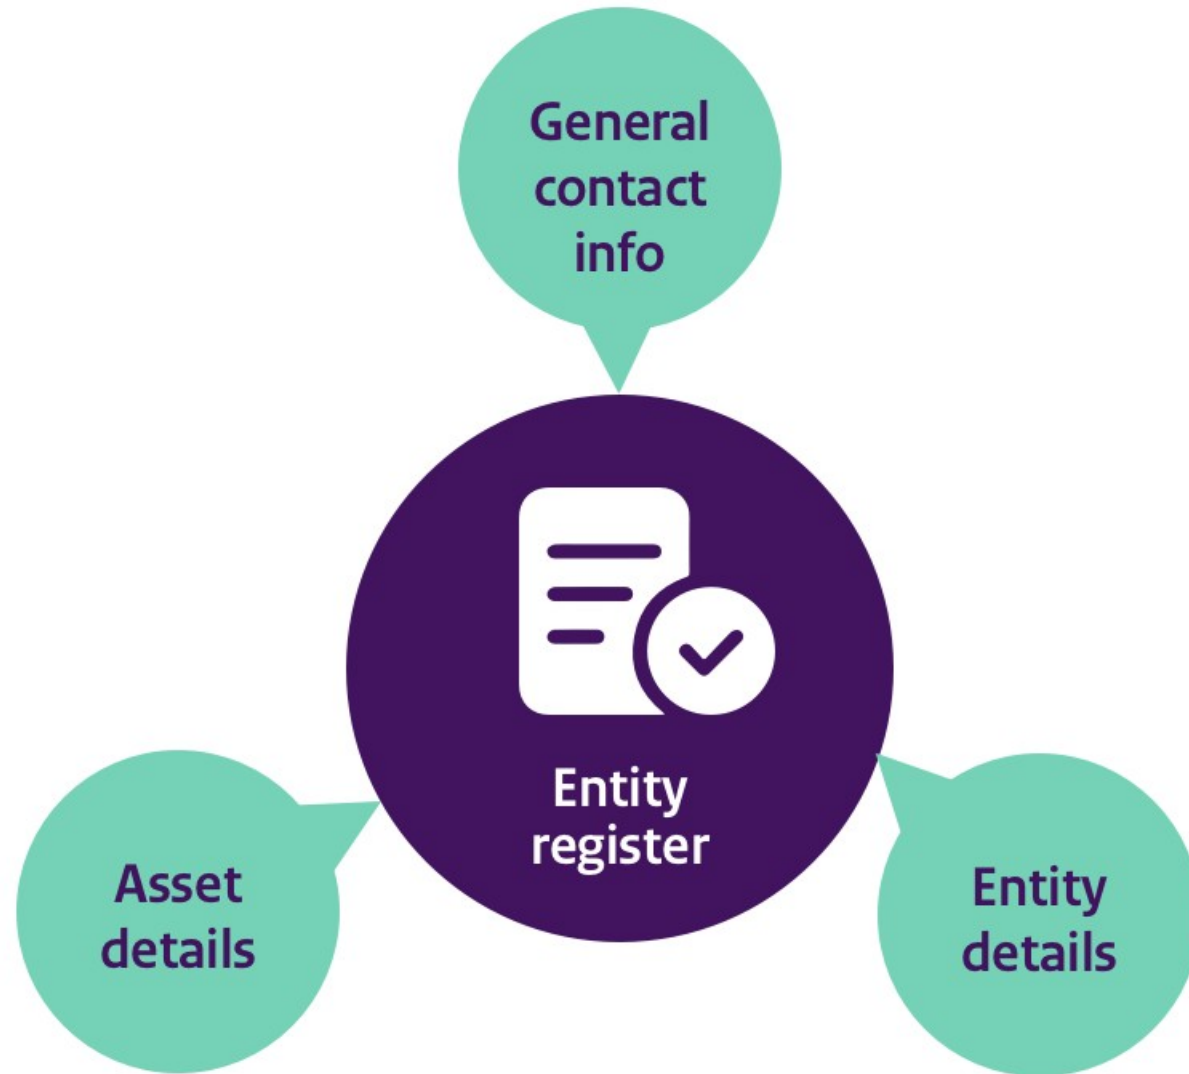 General
contact
info
Entity
register
Asset
details
Entity
details